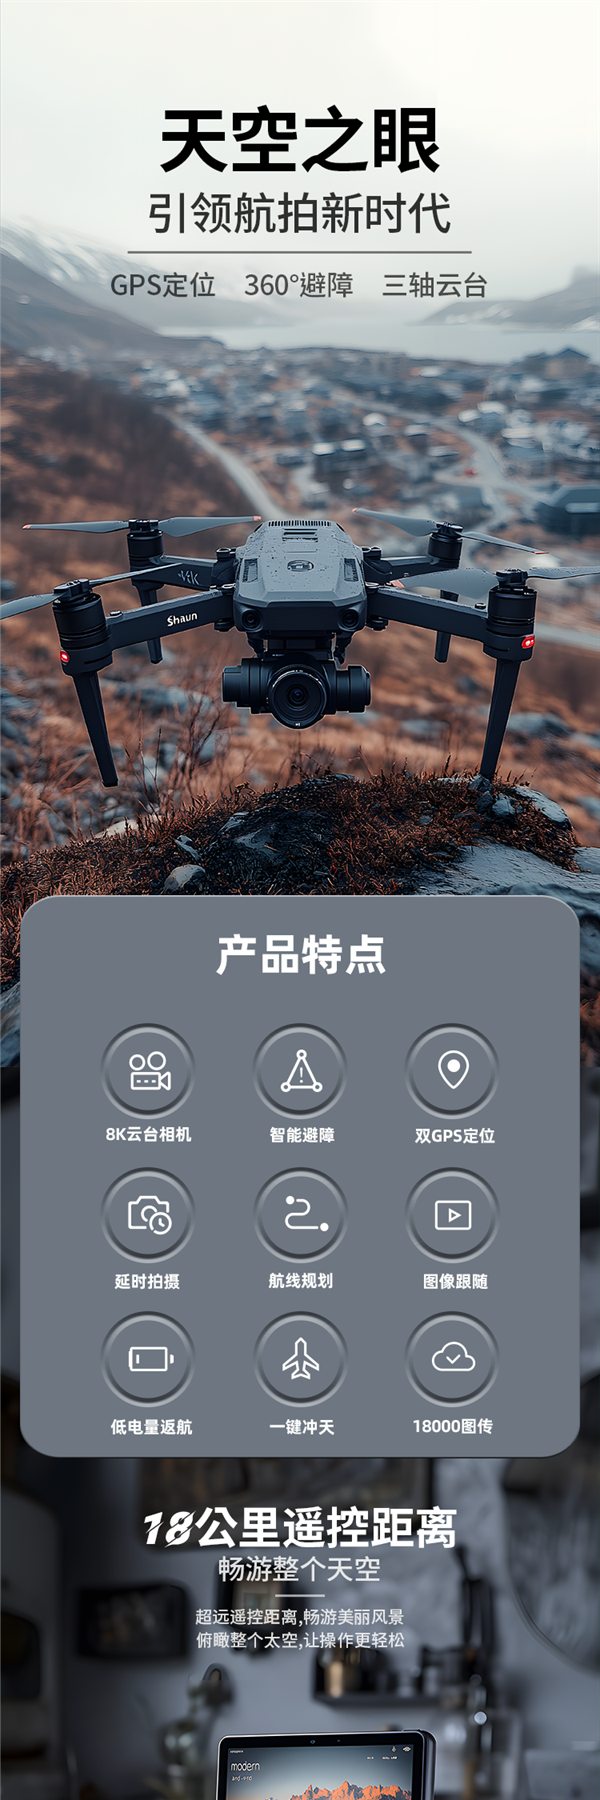 天空之眼
引领航拍新时代
GPS定位 360°避障 三轴云台
Shaun
产品特点
8K云台相机 智能避障 双GPS定位
延时拍摄 航线规划 图像跟随
低电量返航 一键冲天 18000图传
18公里遥控距离
畅游整个天空
超远遥控距离,畅游美丽风景
俯瞰整个太空,让操作更轻松
modern